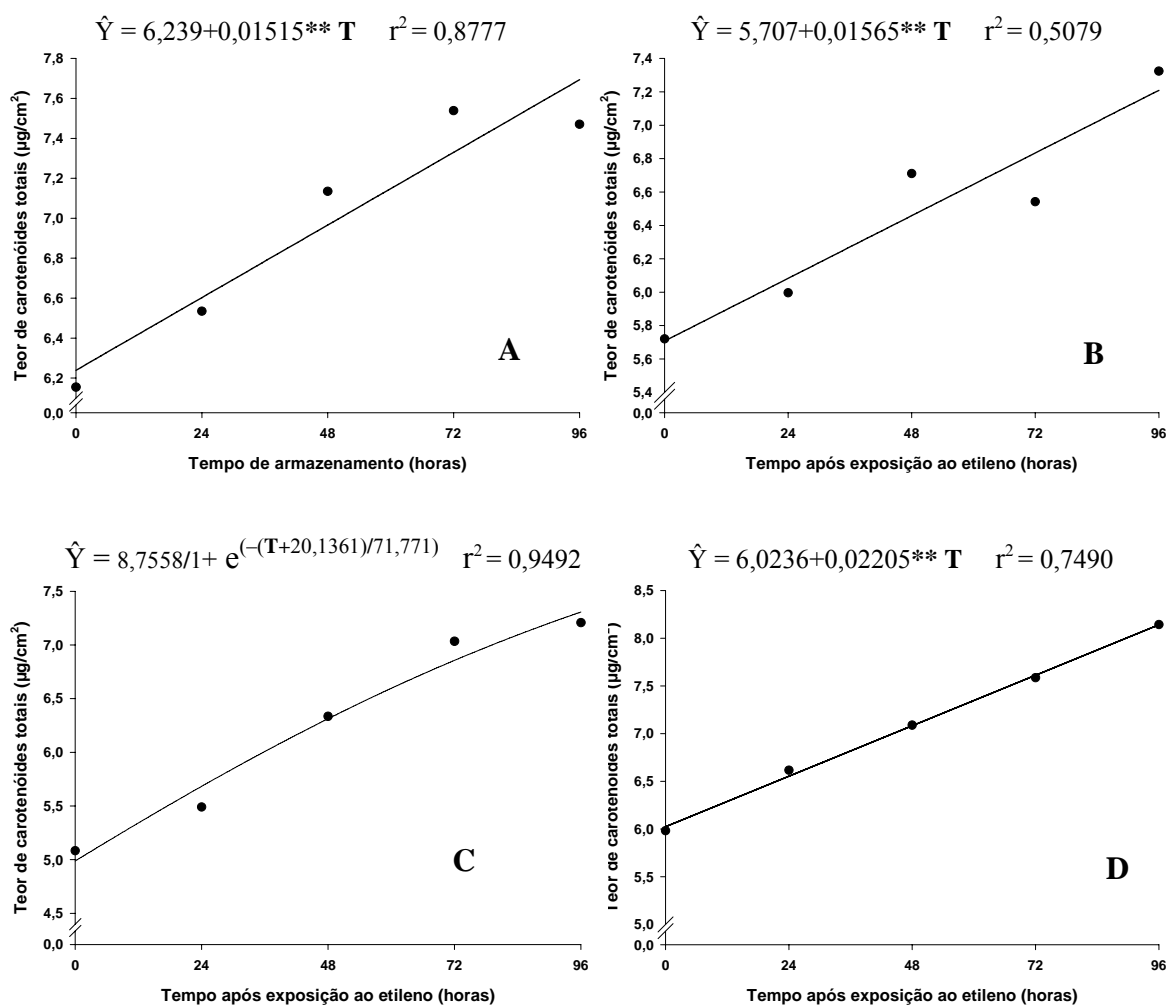 Ŷ = 6,239+0,01515** T r² = 0,8777
Teor de carotenóides totais (µg/cm²)
7,8
7,6
7,4
7,2
7,0
6,8
6,6
6,4
6,2
0,0
A
0 24 48 72 96
Tempo de armazenamento (horas)
Ŷ = 5,707+0,01565** T r² = 0,5079
Teor de carotenóides totais (µg/cm²)
7,4
7,2
7,0
6,8
6,6
6,4
6,2
6,0
5,8
5,6
5,4
0,0
B
0 24 48 72 96
Tempo após exposição ao etileno (horas)
Ŷ = 8,7558/1+ e^(−(T+20,1361)/71,771) r² = 0,9492
Teor de carotenóides totais (µg/cm²)
7,5
7,0
6,5
6,0
5,5
5,0
4,5
0,0
C
0 24 48 72 96
Tempo após exposição ao etileno (horas)
Ŷ = 6,0236+0,02205** T r² = 0,7490
Teor de carotenóides totais (µg/cm²)
8,5
8,0
7,5
7,0
6,5
6,0
5,5
5,0
0,0
D
0 24 48 72 96
Tempo após exposição ao etileno (horas)